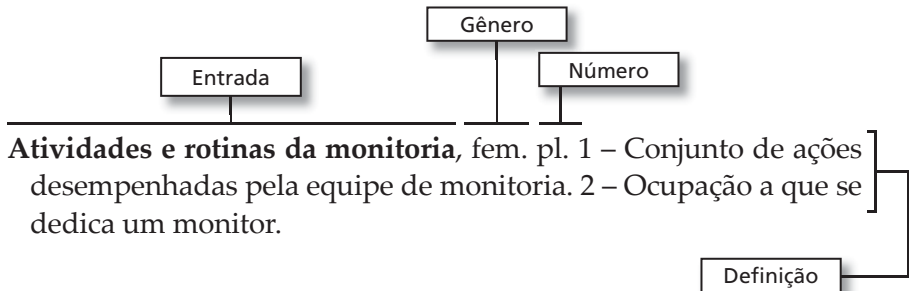 Gênero
Entrada
Número
Atividades e rotinas da monitoria, fem. pl. 1 – Conjunto de ações
desempenhadas pela equipe de monitoria. 2 – Ocupação a que se
dedica um monitor.
Definição